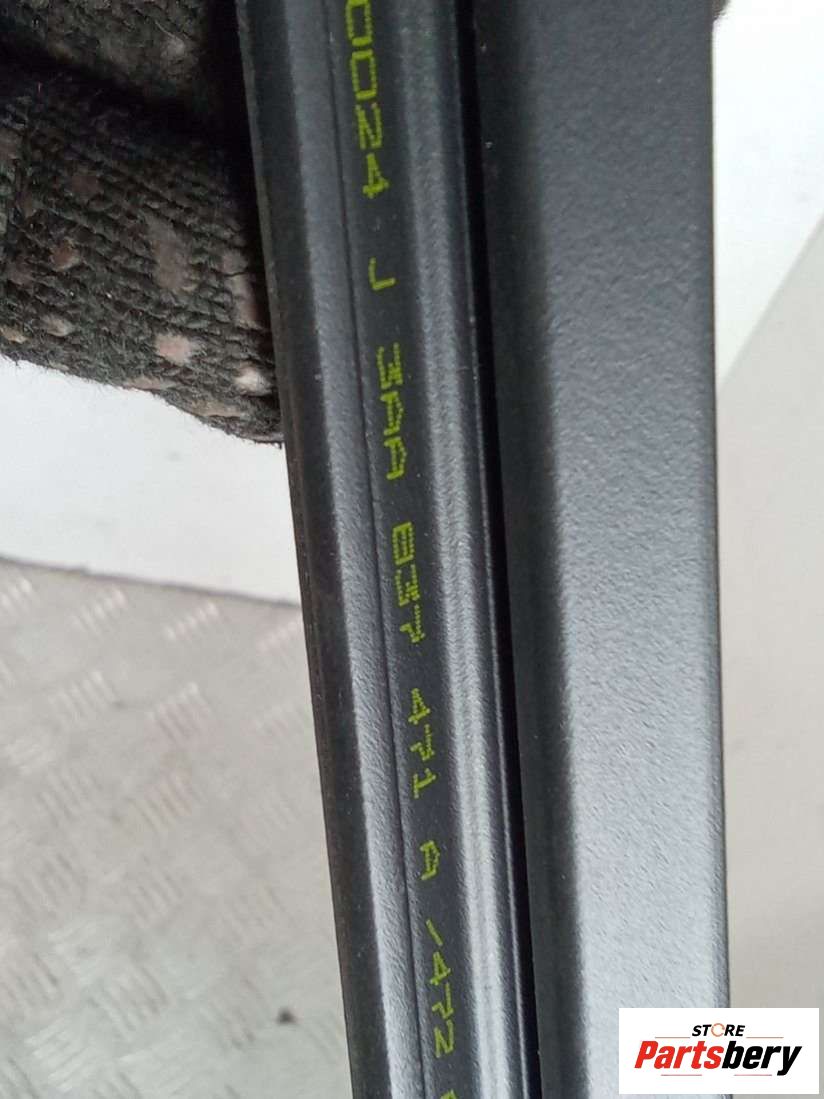 0024 J 3AA 837 471 A /472
STORE
Partsbery